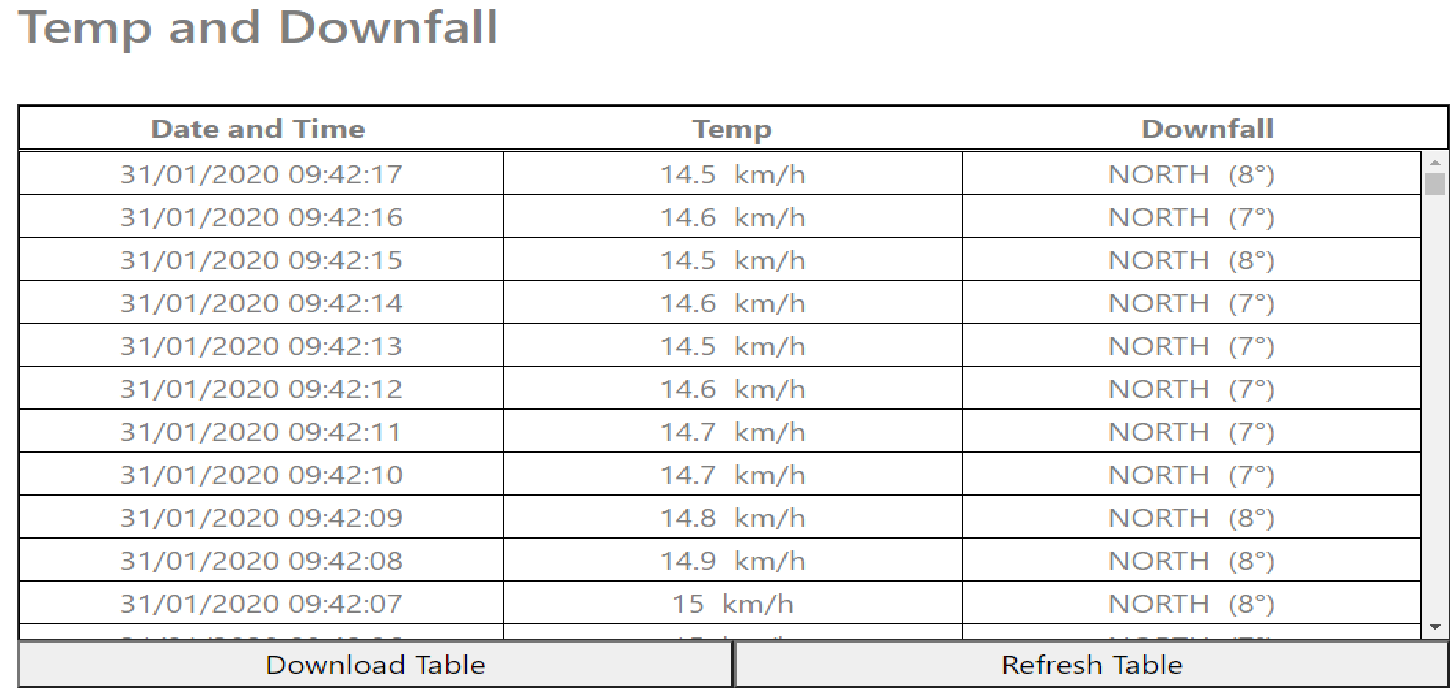 Temp and Downfall
Date and Time Temp Downfall
31/01/2020 09:42:17 14.5 km/h NORTH (8°)
31/01/2020 09:42:16 14.6 km/h NORTH (7°)
31/01/2020 09:42:15 14.5 km/h NORTH (8°)
31/01/2020 09:42:14 14.6 km/h NORTH (7°)
31/01/2020 09:42:13 14.5 km/h NORTH (7°)
31/01/2020 09:42:12 14.6 km/h NORTH (7°)
31/01/2020 09:42:11 14.7 km/h NORTH (7°)
31/01/2020 09:42:10 14.7 km/h NORTH (7°)
31/01/2020 09:42:09 14.8 km/h NORTH (8°)
31/01/2020 09:42:08 14.9 km/h NORTH (8°)
31/01/2020 09:42:07 15 km/h NORTH (8°)
Download Table Refresh Table